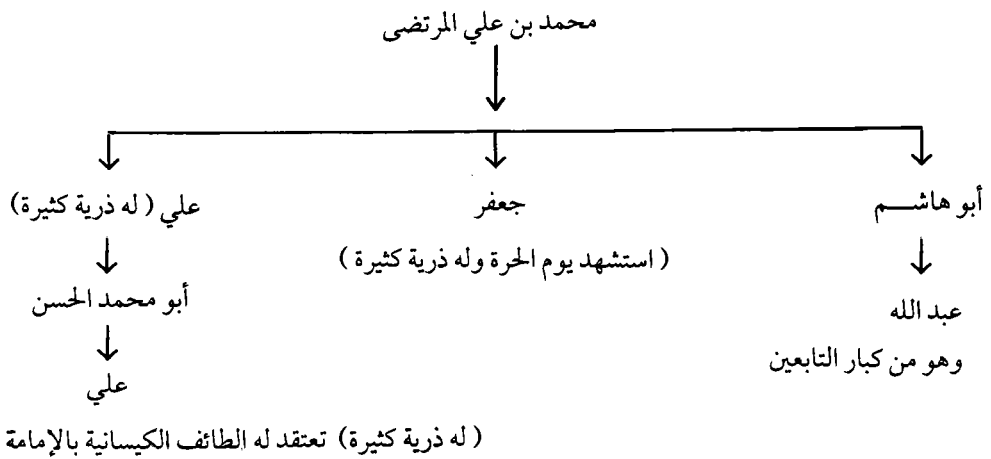 محمد بن علي المرتضى
أبو هاشـــم
جعفر
علي ( له ذرية كثيرة)
( استشهد يوم الحرة وله ذرية كثيرة )
عبد الله
أبو محمد الحسن
وهو من كبار التابعين
علي
( له ذرية كثيرة) تعتقد له الطائف الكيسانية بالإمامة